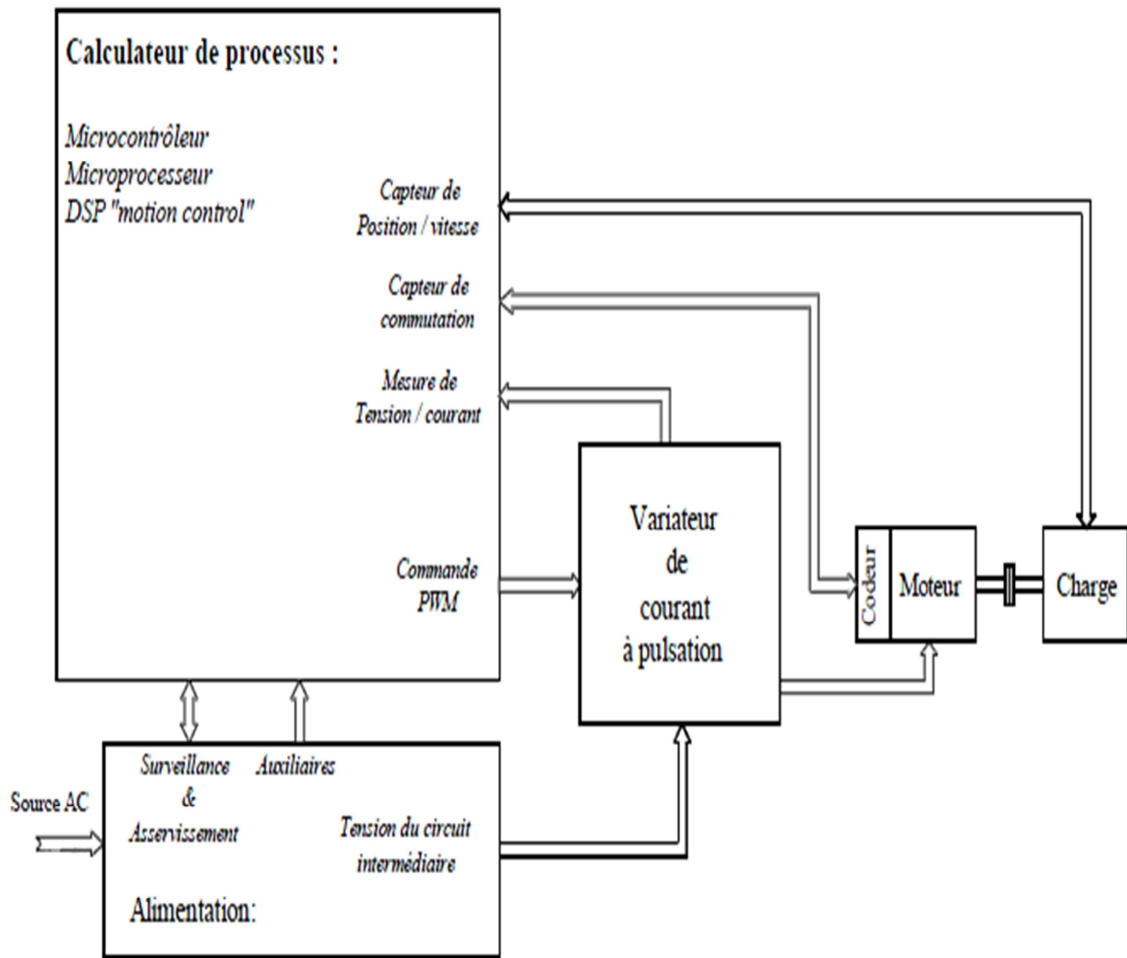 Calculateur de processus :
Microcontrôleur
Microprocesseur
DSP "motion control"
Capteur de
Position / vitesse
Capteur de
commutation
Mesure de
Tension / courant
Commande
PWM
Variateur
de
courant
à pulsation
Codeur
Moteur
Charge
Source AC
Surveillance
&
Asservissement
Auxiliaires
Tension du circuit
intermédiaire
Alimentation: